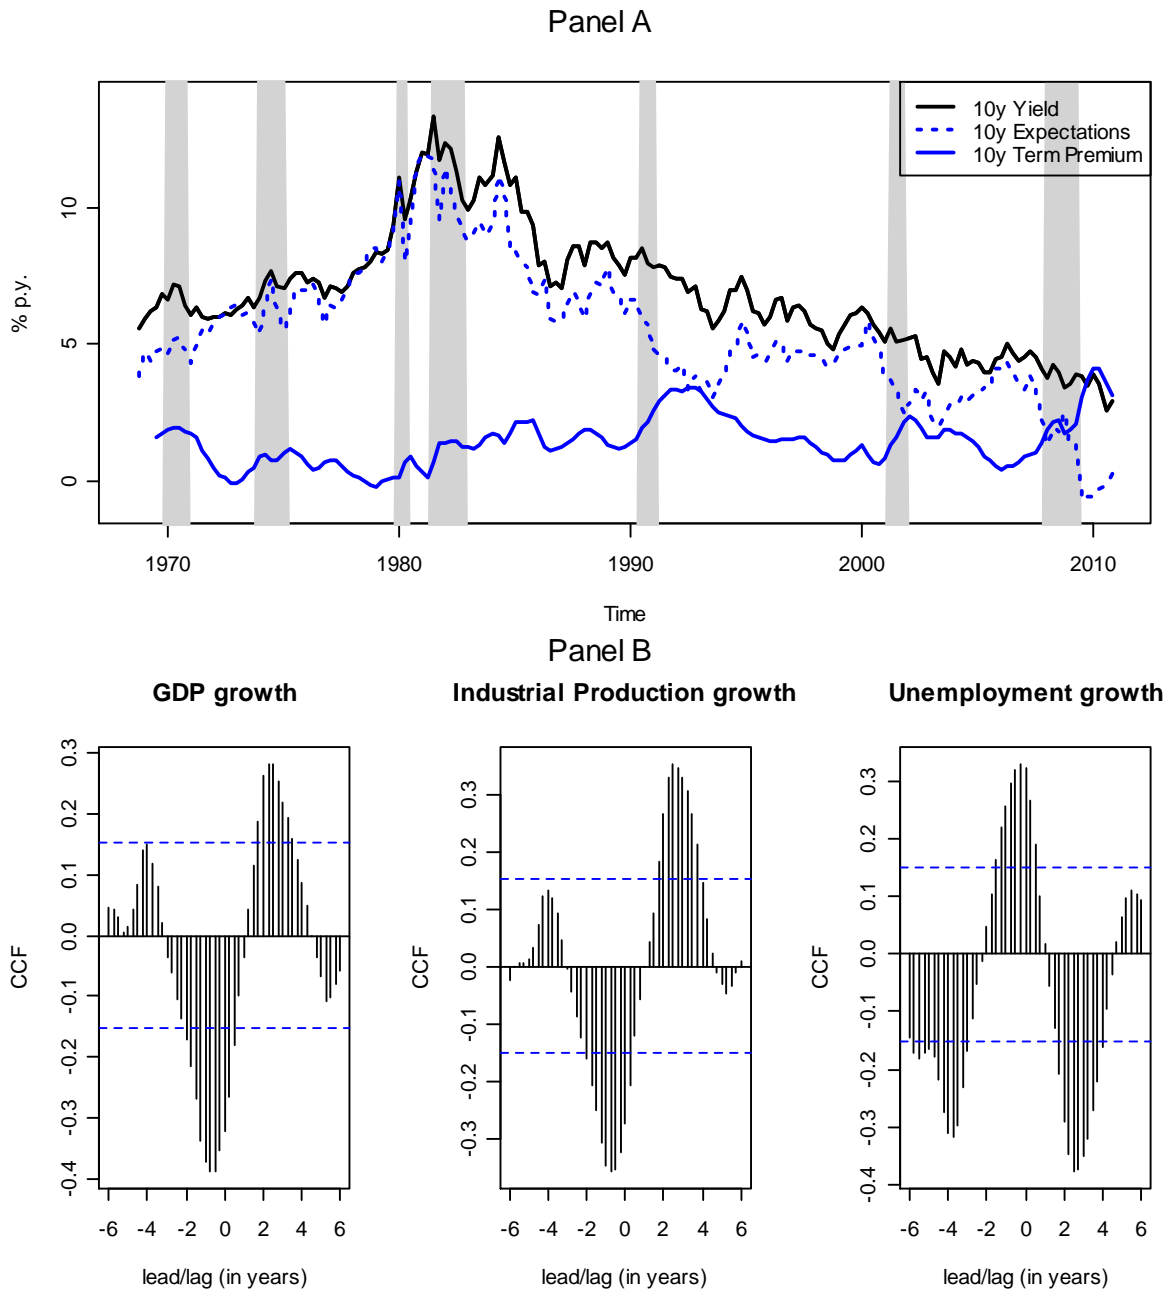 Panel A
10y Yield
10y Expectations
10y Term Premium
% p.y.
10
5
0
1970 1980 1990 2000 2010
Time
Panel B
GDP growth
CCF
0.3
0.2
0.1
0.0
-0.1
-0.2
-0.3
-0.4
-6 -4 -2 0 2 4 6
lead/lag (in years)
Industrial Production growth
CCF
0.3
0.2
0.1
0.0
-0.1
-0.2
-0.3
-6 -4 -2 0 2 4 6
lead/lag (in years)
Unemployment growth
CCF
0.3
0.2
0.1
0.0
-0.1
-0.2
-0.3
-0.4
-6 -4 -2 0 2 4 6
lead/lag (in years)